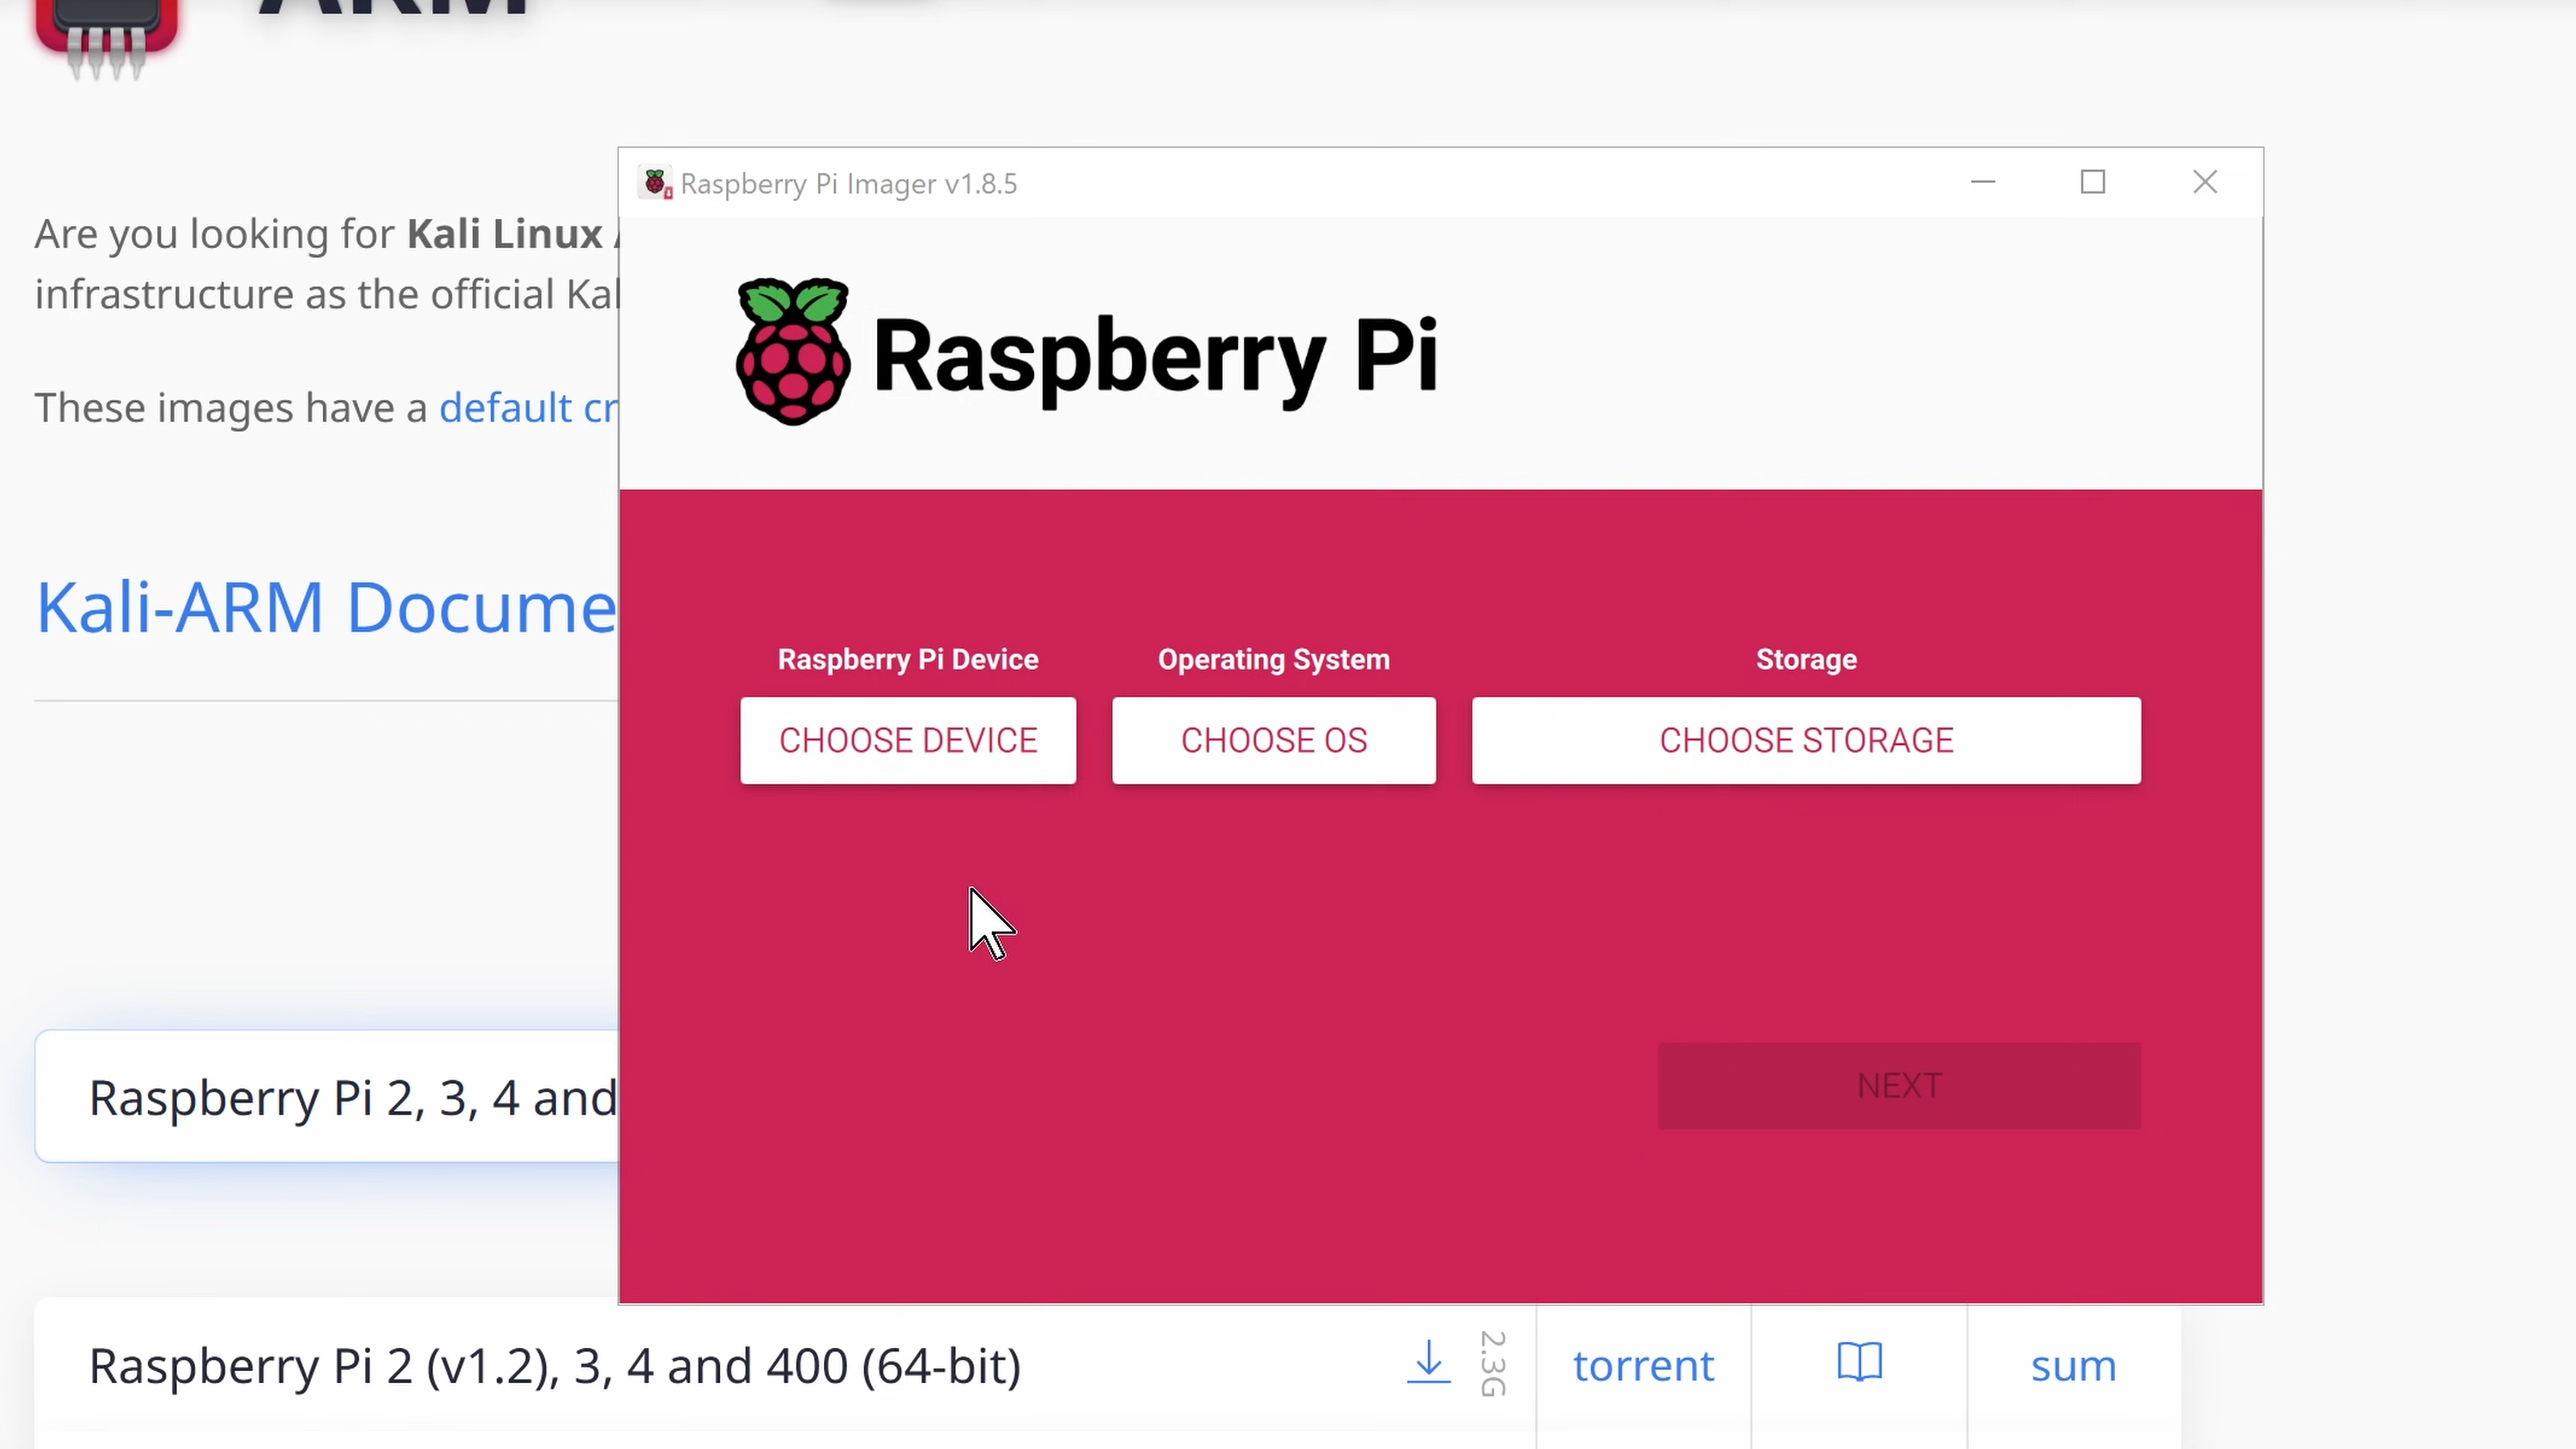 ARM
Are you looking for Kali Linux
infrastructure as the official Kal
These images have a default cr
Kali-ARM Docume
Raspberry Pi 2, 3, 4 and
Raspberry Pi Imager v1.8.5
Raspberry Pi
Raspberry Pi Device
Operating System
Storage
CHOOSE DEVICE
CHOOSE OS
CHOOSE STORAGE
NEXT
Raspberry Pi 2 (v1.2), 3, 4 and 400 (64-bit)
2.3G
torrent
sum